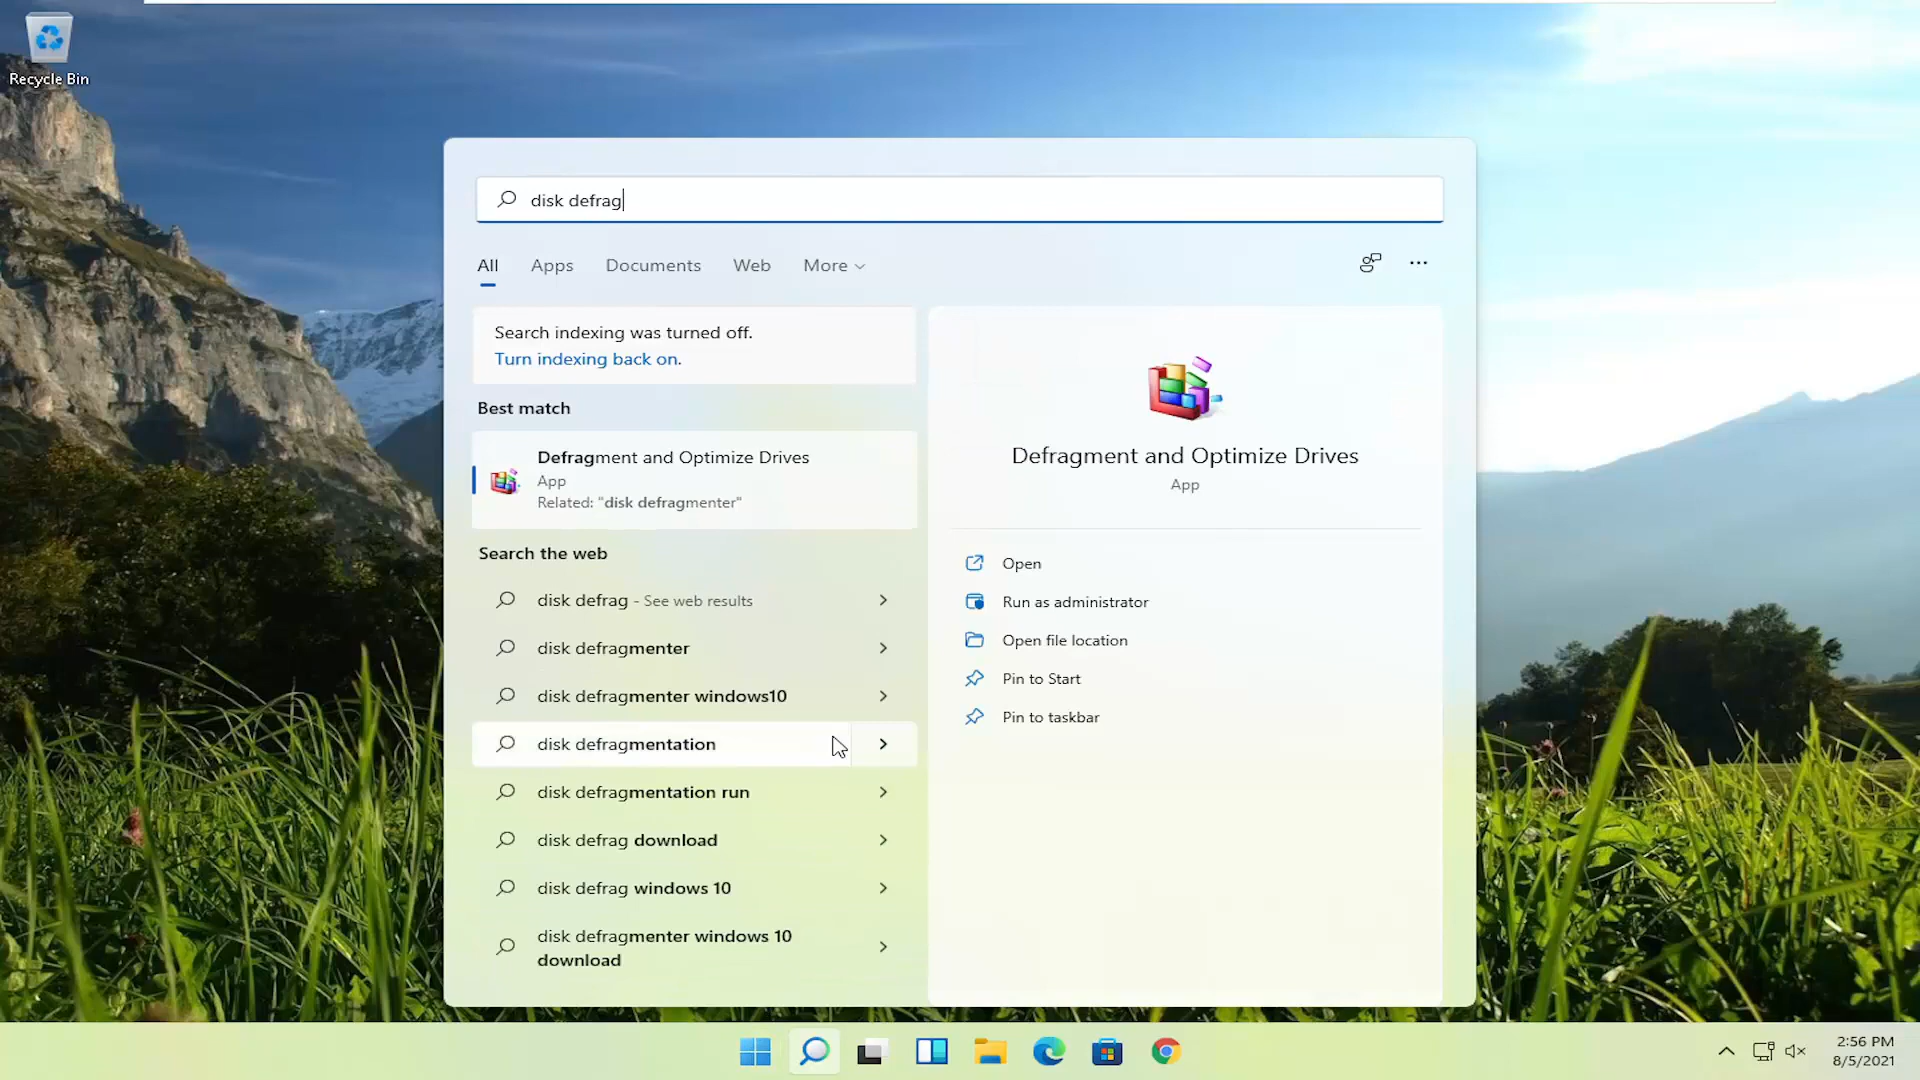 Recycle Bin
disk defrag
All
Apps
Documents
Web
More
Search indexing was turned off.
Turn indexing back on.
Best match
Defragment and Optimize Drives
App
Related: "disk defragmenter"
Search the web
disk defrag - See web results
disk defragmenter
disk defragmenter windows10
disk defragmentation
disk defragmentation run
disk defrag download
disk defrag windows 10
disk defragmenter windows 10
download
Defragment and Optimize Drives
App
Open
Run as administrator
Open file location
Pin to Start
Pin to taskbar
2:56 PM
8/5/2021